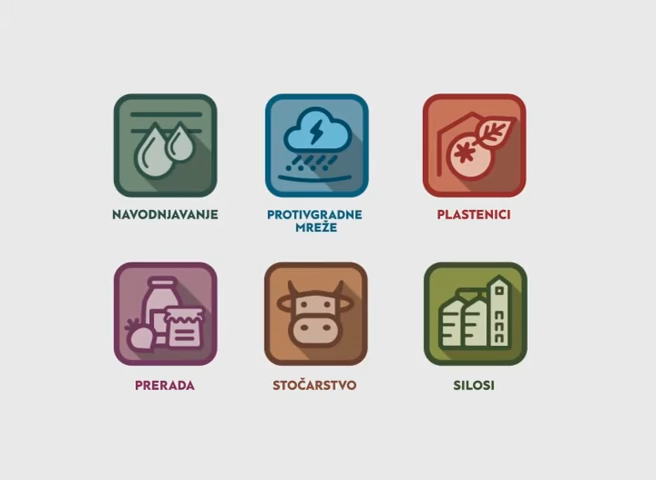 NAVODNJAVANJE
PROTIVGRADNE
MREŽE
PLASTENICI
PRERADA
STOČARSTVO
SILOSI